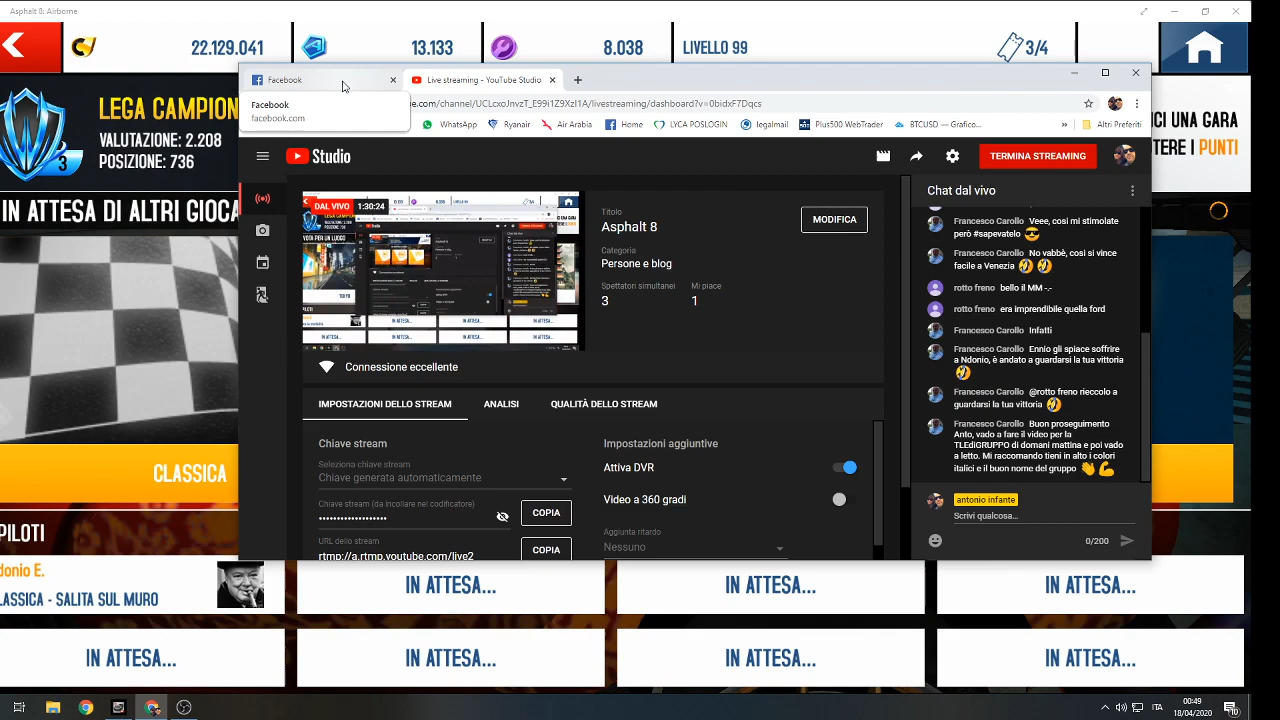 Asphalt 8: Airborne
22.129.041
13.133
8.038
LIVELLO 99
3/4
LEGA CAMPION
VALUTAZIONE: 2.208
POSIZIONE: 736
3
IN ATTESA DI ALTRI GIOCA
UCI UNA GARA
TERE I PUNTI
Facebook
Live streaming - YouTube Studio
Facebook
facebook.com
be.com/channel/UCLcxoJnvzT_E99i1Z9XzI1A/livestreaming/dashboard?v=0bidxF7Dqcs
WhatsApp
Ryanair
Air Arabia
Home
LYCA POSLOGIN
legalmail
Plus500 WebTrader
BTCUSD — Grafico...
»
Altri Preferiti
Studio
TERMINA STREAMING
DAL VIVO
1:30:24
Titolo
Asphalt 8
MODIFICA
Categoria
Persone e blog
Spettatori simultanei
Mi piace
3
1
Connessione eccellente
IMPOSTAZIONI DELLO STREAM
ANALISI
QUALITÀ DELLO STREAM
Chiave stream
Seleziona chiave stream
Chiave generata automaticamente
Chiave stream (da incollare nel codificatore)
••••••••••••••••••
COPIA
URL dello stream
rtmp://a.rtmp.youtube.com/live2
COPIA
Impostazioni aggiuntive
Attiva DVR
Video a 360 gradi
Aggiunta ritardo
Nessuno
Chat dal vivo
Francesco Carollo Veee, cosi mi stimolate
però #sapevatelo 😎
Francesco Carollo No vabbè, cosi si vince
facile a Venezia 🤣 🤣
rotto freno bello il MM -.-
rotto freno era imprendibile quella ford
Francesco Carollo Infatti
Francesco Carollo Ennio gli spiace soffrire
a Ndonio, è andato a guardarsi la tua vittoria
🤣
Francesco Carollo @rotto freno rieccolo a
guardarsi la tua vittoria 🤣
Francesco Carollo Buon proseguimento
Anto, vado a fare il video per la
TLEdiGRUPPO di domani mattina e poi vado
a letto. Mi raccomando tieni in alto i colori
italici e il buon nome del gruppo 👋 💪
antonio infante
Scrivi qualcosa...
0/200
CLASSICA
PILOTI
donio E.
LASSICA - SALITA SUL MURO
IN ATTESA...
IN ATTESA...
IN ATTESA...
IN ATTESA...
IN ATTESA...
IN ATTESA...
IN ATTESA...
ITA
00:49
18/04/2020
10